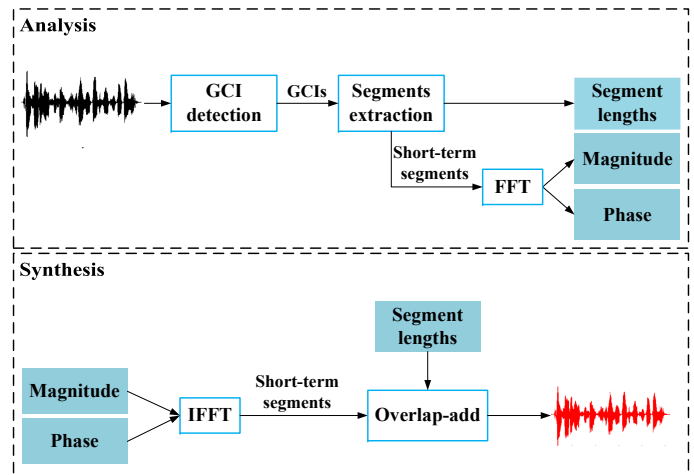 Analysis
GCI
detection
GCIs
Segments
extraction
Segment
lengths
Short-term
segments
FFT
Magnitude
Phase
Synthesis
Segment
lengths
Magnitude
Phase
IFFT
Short-term
segments
Overlap-add